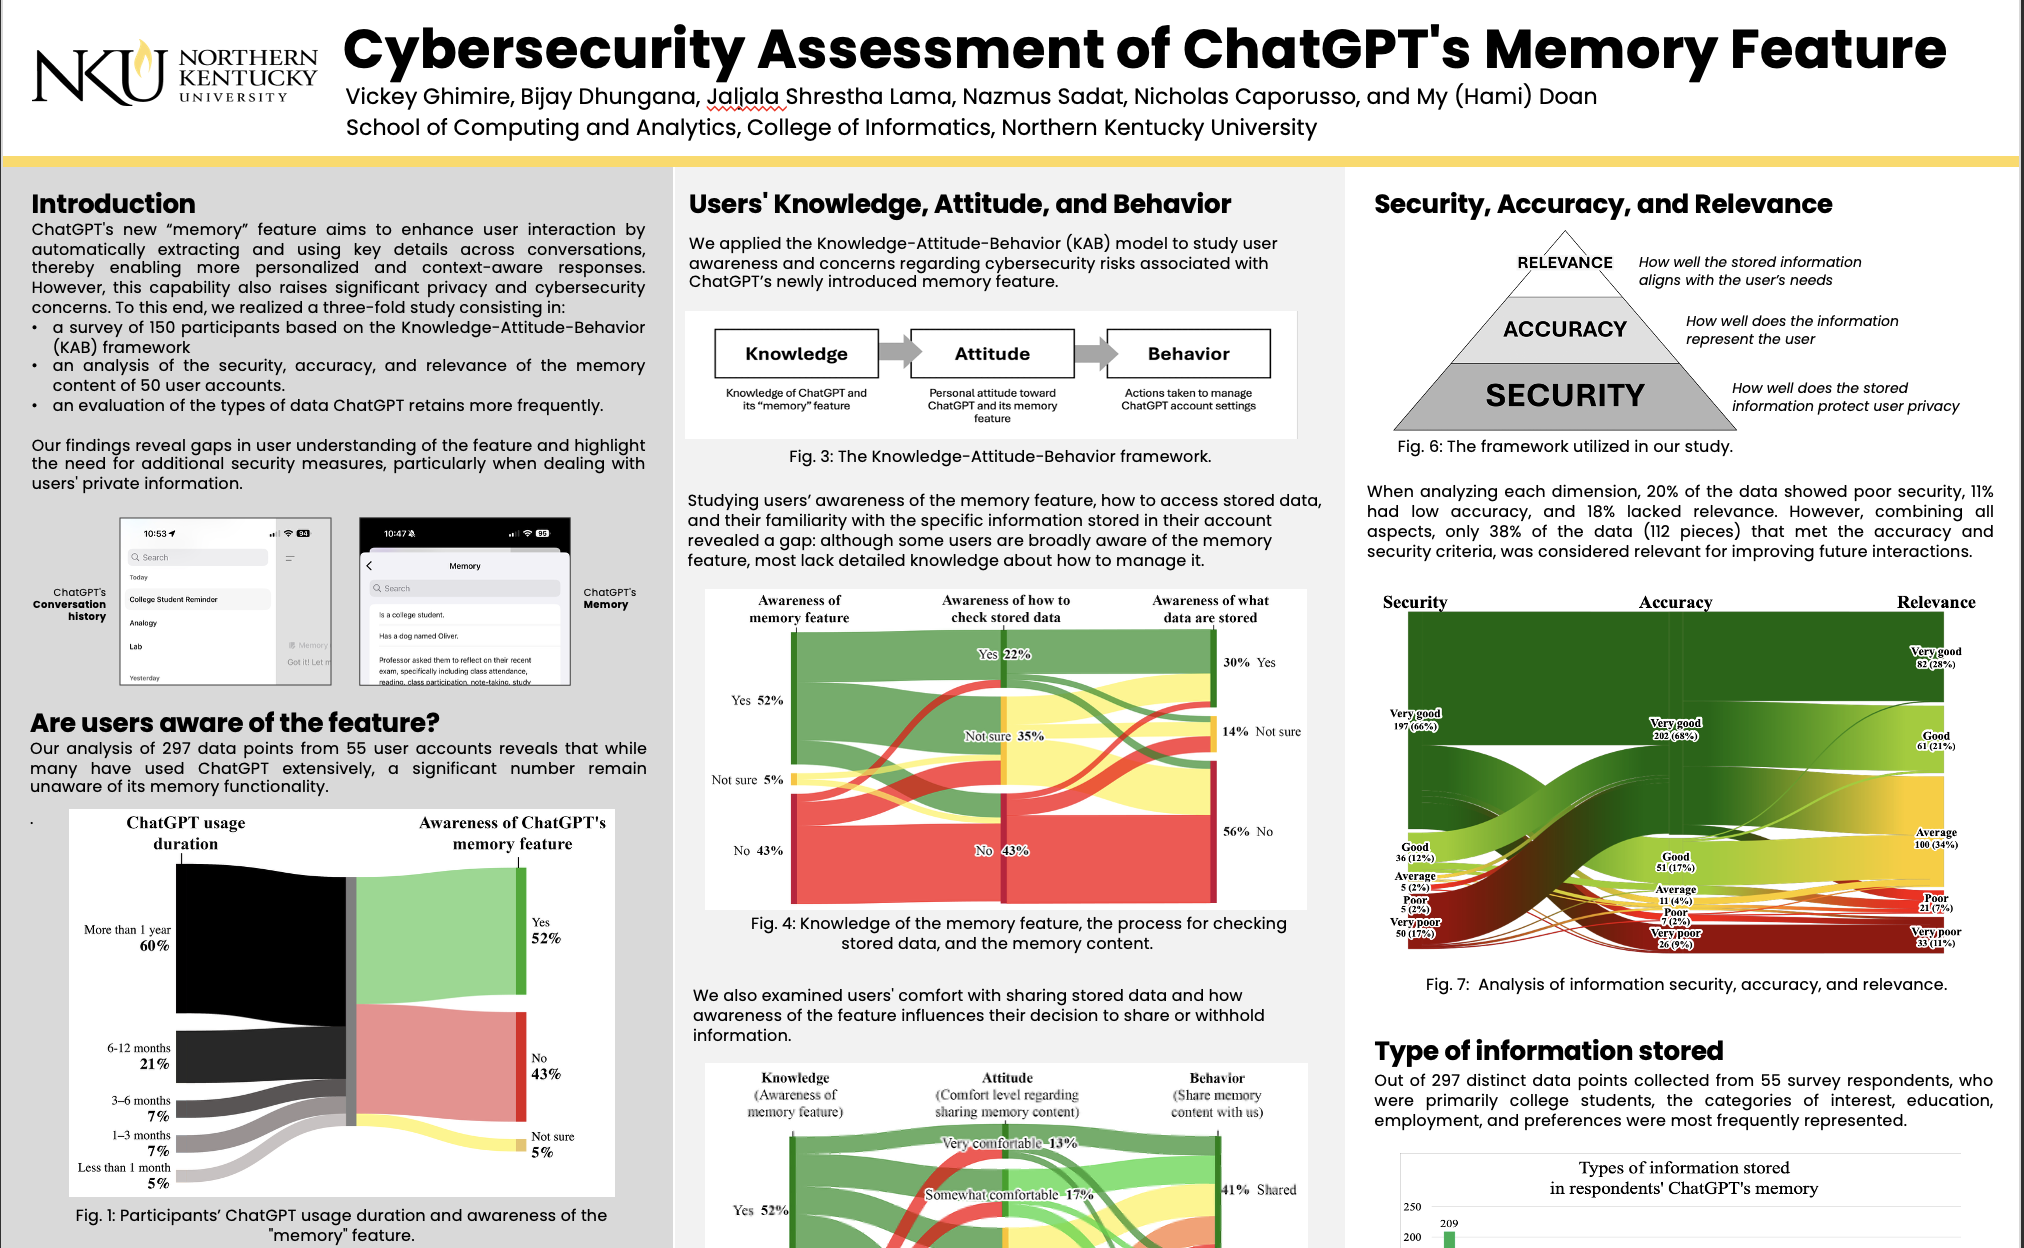 NKU NORTHERN
KENTUCKY
UNIVERSITY
Cybersecurity Assessment of ChatGPT's Memory Feature
Vickey Ghimire, Bijay Dhungana, Jaljala Shrestha Lama, Nazmus Sadat, Nicholas Caporusso, and My (Hami) Doan
School of Computing and Analytics, College of Informatics, Northern Kentucky University
Introduction
ChatGPT's new “memory” feature aims to enhance user interaction by
automatically extracting and using key details across conversations,
thereby enabling more personalized and context-aware responses.
However, this capability also raises significant privacy and cybersecurity
concerns. To this end, we realized a three-fold study consisting in:
• a survey of 150 participants based on the Knowledge-Attitude-Behavior
(KAB) framework
• an analysis of the security, accuracy, and relevance of the memory
content of 50 user accounts.
• an evaluation of the types of data ChatGPT retains more frequently.
Our findings reveal gaps in user understanding of the feature and highlight
the need for additional security measures, particularly when dealing with
users' private information.
ChatGPT's
Conversation
history
10:53
94
Search
Today
College Student Reminder
Analogy
Lab
Yesterday
Memory
Got it! Let m
10:47
95
Memory
Search
Is a college student.
Has a dog named Oliver.
Professor asked them to reflect on their recent
exam, specifically including class attendance,
reading, class participation, note-taking, study
ChatGPT's
Memory
Are users aware of the feature?
Our analysis of 297 data points from 55 user accounts reveals that while
many have used ChatGPT extensively, a significant number remain
unaware of its memory functionality.
.
ChatGPT usage
duration
Awareness of ChatGPT's
memory feature
More than 1 year
60%
6-12 months
21%
3–6 months
7%
1–3 months
7%
Less than 1 month
5%
Yes
52%
No
43%
Not sure
5%
Fig. 1: Participants’ ChatGPT usage duration and awareness of the
"memory" feature.
Users' Knowledge, Attitude, and Behavior
We applied the Knowledge-Attitude-Behavior (KAB) model to study user
awareness and concerns regarding cybersecurity risks associated with
ChatGPT’s newly introduced memory feature.
Knowledge
Attitude
Behavior
Knowledge of ChatGPT and
its “memory” feature
Personal attitude toward
ChatGPT and its memory
feature
Actions taken to manage
ChatGPT account settings
Fig. 3: The Knowledge-Attitude-Behavior framework.
Studying users’ awareness of the memory feature, how to access stored data,
and their familiarity with the specific information stored in their account
revealed a gap: although some users are broadly aware of the memory
feature, most lack detailed knowledge about how to manage it.
Awareness of
memory feature
Awareness of how to
check stored data
Awareness of what
data are stored
Yes 52%
Not sure 5%
No 43%
Yes 22%
Not sure 35%
No 43%
30% Yes
14% Not sure
56% No
Fig. 4: Knowledge of the memory feature, the process for checking
stored data, and the memory content.
We also examined users' comfort with sharing stored data and how
awareness of the feature influences their decision to share or withhold
information.
Knowledge
(Awareness of
memory feature)
Attitude
(Comfort level regarding
sharing memory content)
Behavior
(Share memory
content with us)
Very comfortable 13%
Somewhat comfortable 17%
Yes 52%
41% Shared
Security, Accuracy, and Relevance
RELEVANCE
How well the stored information
aligns with the user’s needs
ACCURACY
How well does the information
represent the user
SECURITY
How well does the stored
information protect user privacy
Fig. 6: The framework utilized in our study.
When analyzing each dimension, 20% of the data showed poor security, 11%
had low accuracy, and 18% lacked relevance. However, combining all
aspects, only 38% of the data (112 pieces) that met the accuracy and
security criteria, was considered relevant for improving future interactions.
Security
Accuracy
Relevance
Very good
197 (66%)
Good
36 (12%)
Average
5 (2%)
Poor
5 (2%)
Very poor
50 (17%)
Very good
202 (68%)
Good
51 (17%)
Average
11 (4%)
Poor
7 (2%)
Very poor
26 (9%)
Very good
82 (28%)
Good
61 (21%)
Average
100 (34%)
Poor
21 (7%)
Very poor
33 (11%)
Fig. 7: Analysis of information security, accuracy, and relevance.
Type of information stored
Out of 297 distinct data points collected from 55 survey respondents, who
were primarily college students, the categories of interest, education,
employment, and preferences were most frequently represented.
Types of information stored
in respondents' ChatGPT's memory
250
209
200